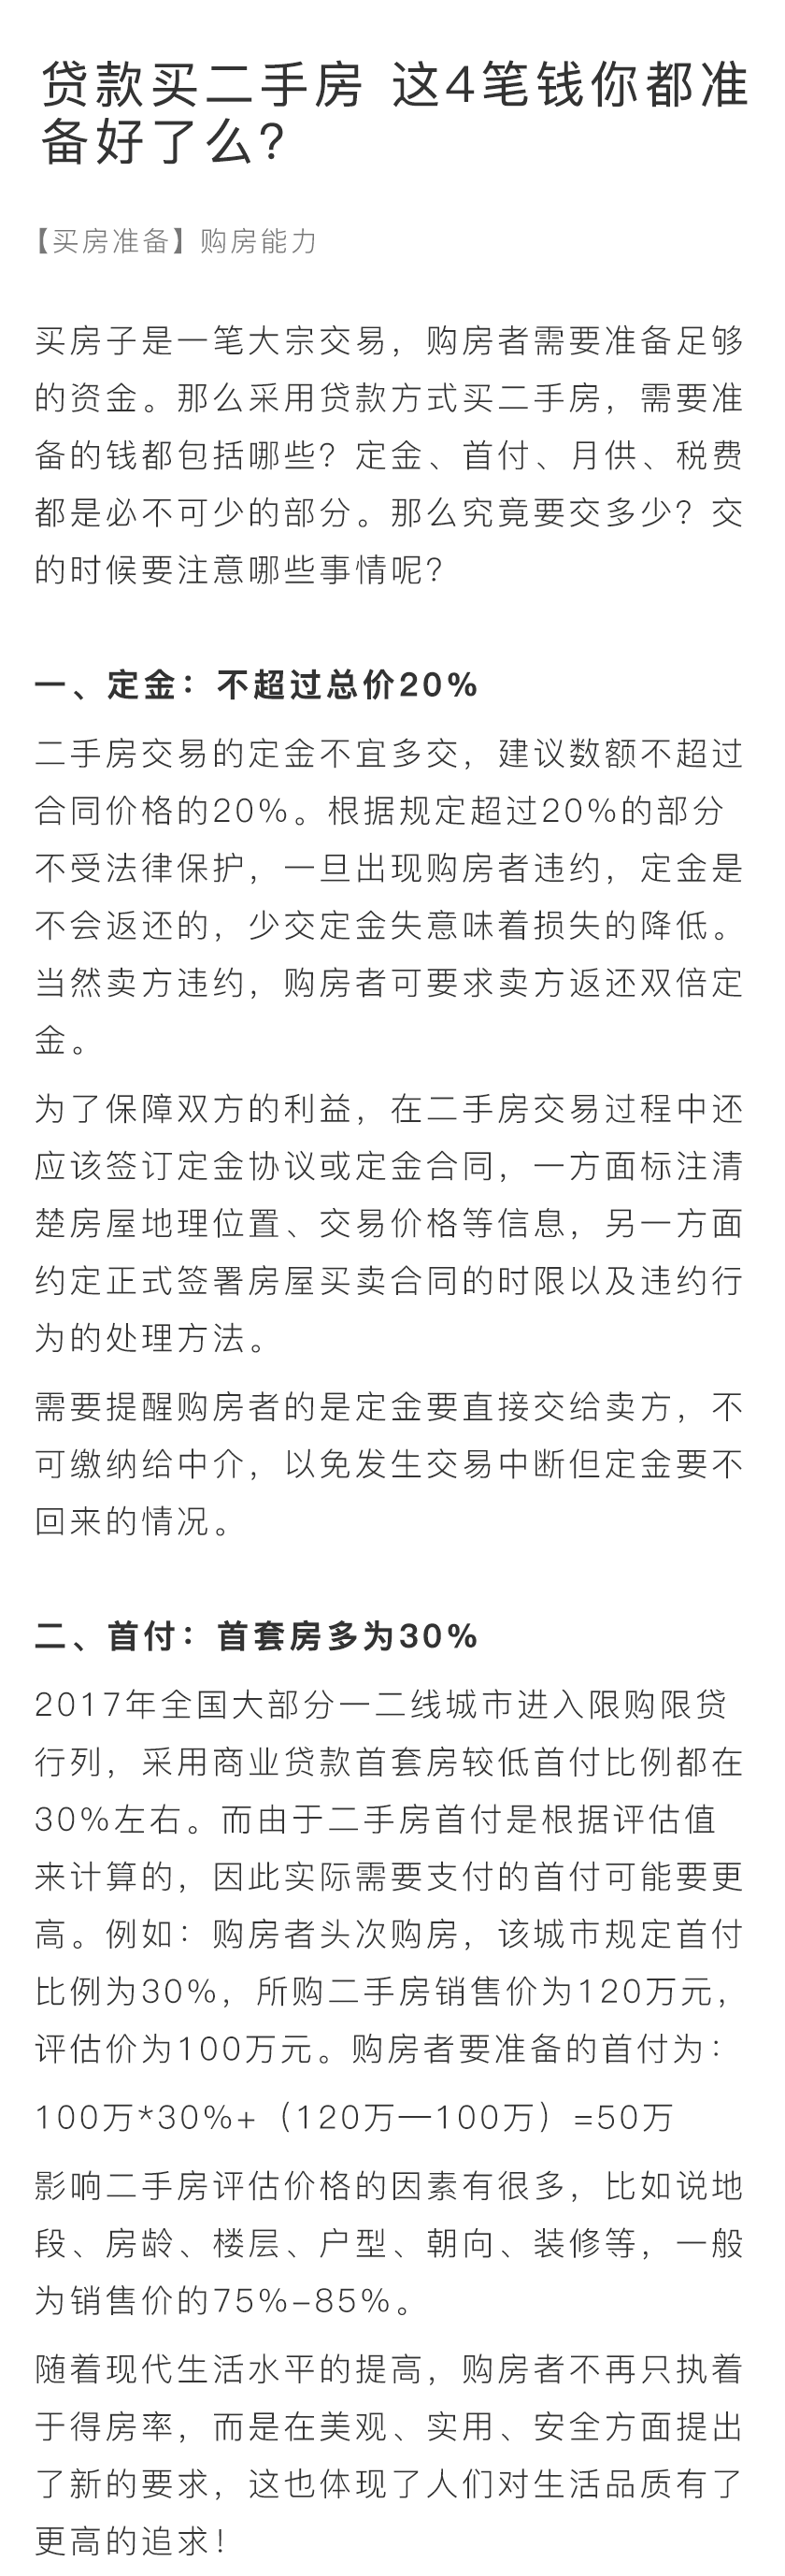 贷款买二手房 这4笔钱你都准
备好了么？
【买房准备】购房能力
买房子是一笔大宗交易，购房者需要准备足够
的资金。那么采用贷款方式买二手房，需要准
备的钱都包括哪些？定金、首付、月供、税费
都是必不可少的部分。那么究竟要交多少？交
的时候要注意哪些事情呢？
一、定金：不超过总价20%
二手房交易的定金不宜多交，建议数额不超过
合同价格的20%。根据规定超过20%的部分
不受法律保护，一旦出现购房者违约，定金是
不会返还的，少交定金失意味着损失的降低。
当然卖方违约，购房者可要求卖方返还双倍定
金。
为了保障双方的利益，在二手房交易过程中还
应该签订定金协议或定金合同，一方面标注清
楚房屋地理位置、交易价格等信息，另一方面
约定正式签署房屋买卖合同的时限以及违约行
为的处理方法。
需要提醒购房者的是定金要直接交给卖方，不
可缴纳给中介，以免发生交易中断但定金要不
回来的情况。
二、首付：首套房多为30%
2017年全国大部分一二线城市进入限购限贷
行列，采用商业贷款首套房较低首付比例都在
30%左右。而由于二手房首付是根据评估值
来计算的，因此实际需要支付的首付可能要更
高。例如：购房者头次购房，该城市规定首付
比例为30%，所购二手房销售价为120万元，
评估价为100万元。购房者要准备的首付为：
100万*30%+（120万—100万）=50万
影响二手房评估价格的因素有很多，比如说地
段、房龄、楼层、户型、朝向、装修等，一般
为销售价的75%-85%。
随着现代生活水平的提高，购房者不再只执着
于得房率，而是在美观、实用、安全方面提出
了新的要求，这也体现了人们对生活品质有了
更高的追求！